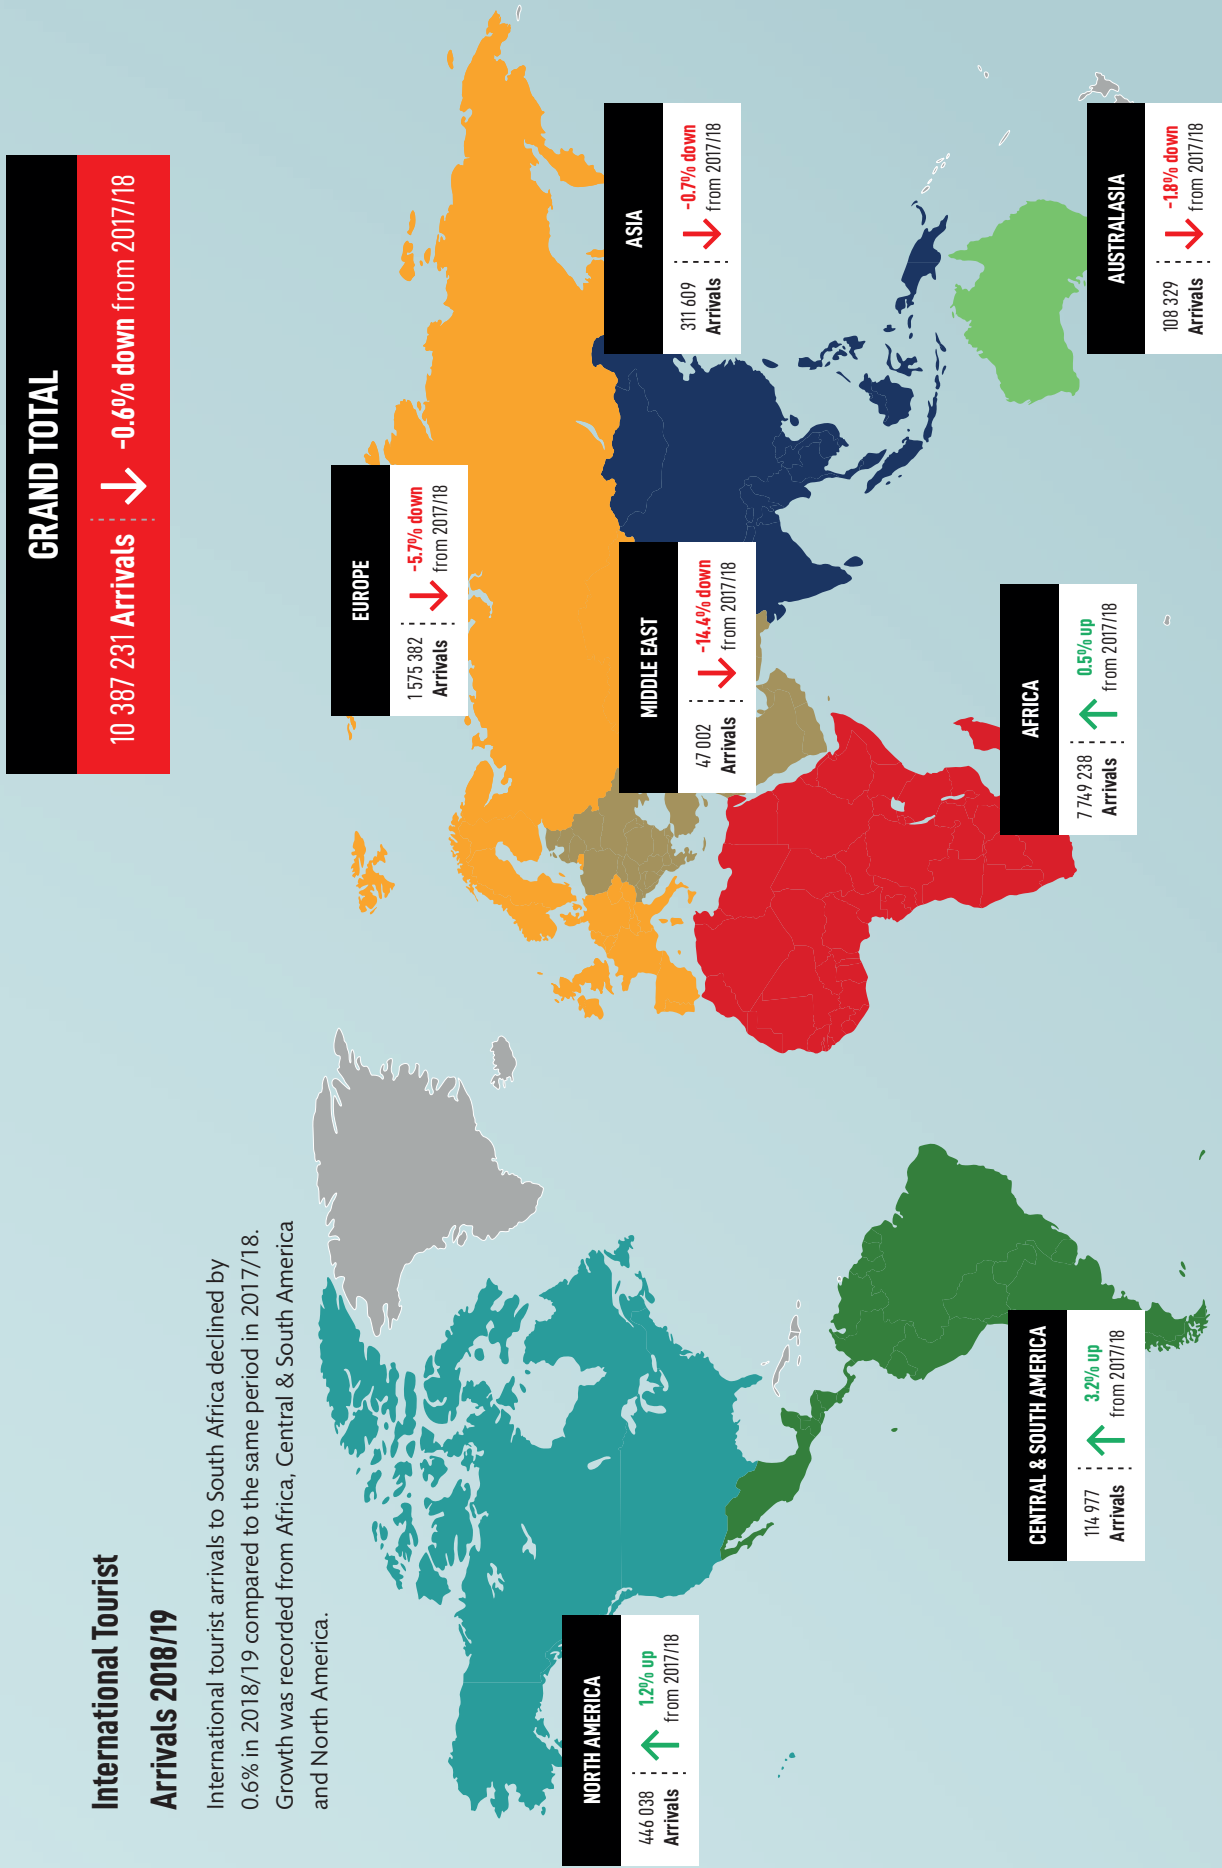 International Tourist
Arrivals 2018/19
International tourist arrivals to South Africa declined by
0.6% in 2018/19 compared to the same period in 2017/18.
Growth was recorded from Africa, Central & South America
and North America.
GRAND TOTAL
10 387 231 Arrivals
-0.6% down from 2017/18
NORTH AMERICA
446 038
Arrivals
1.2% up
from 2017/18
CENTRAL & SOUTH AMERICA
114 977
Arrivals
3.2% up
from 2017/18
EUROPE
1 575 382
Arrivals
-5.7% down
from 2017/18
MIDDLE EAST
47 002
Arrivals
-14.4% down
from 2017/18
AFRICA
7 749 238
Arrivals
0.5% up
from 2017/18
ASIA
311 609
Arrivals
-0.7% down
from 2017/18
AUSTRALASIA
108 329
Arrivals
-1.8% down
from 2017/18